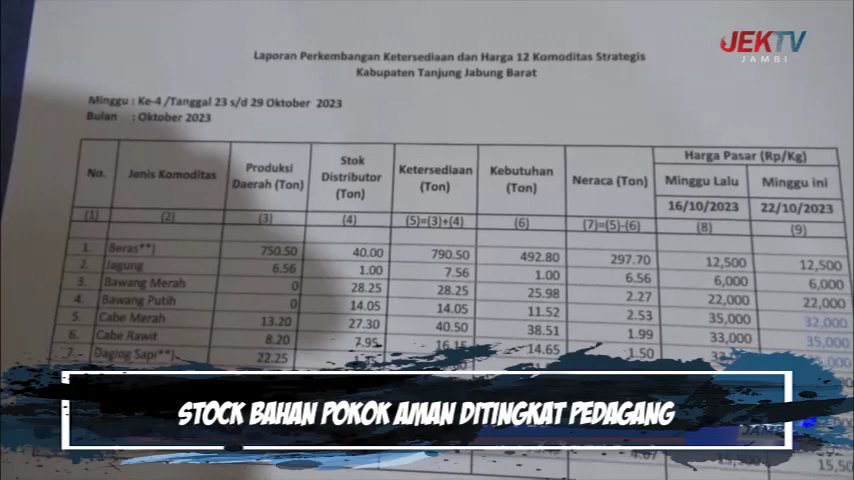 JEKTV
JAMBI
Laporan Perkembangan Ketersediaan dan Harga 12 Komoditas Strategis
Kabupaten Tanjung Jabung Barat
Minggu : Ke-4 /Tanggal 23 s/d 29 Oktober 2023
Bulan : Oktober 2023
No. Jenis Komoditas Produksi Daerah (Ton) Stok Distributor (Ton) Ketersediaan (Ton) Kebutuhan (Ton) Neraca (Ton) Harga Pasar (Rp/Kg)
Minggu Lalu Minggu ini
16/10/2023 22/10/2023
(1) (2) (3) (4) (5)=(3)+(4) (6) (7)=(5)-(6) (8) (9)
1. Beras**) 750.50 40.00 790.50 492.80 297.70 12,500 12,500
2. Jagung 6.56 1.00 7.56 1.00 6.56 6,000 6,000
3. Bawang Merah 0 28.25 28.25 25.98 2.27 22,000 22,000
4. Bawang Putih 0 14.05 14.05 11.52 2.53 35,000 32,000
5. Cabe Merah 13.20 27.30 40.50 38.51 1.99 33,000 35,000
6. Cabe Rawit 8.20 7.95 16.15 14.65 1.50
7. Daging Sapi**) 22.25
STOCK BAHAN POKOK AMAN DITINGKAT PEDAGANG